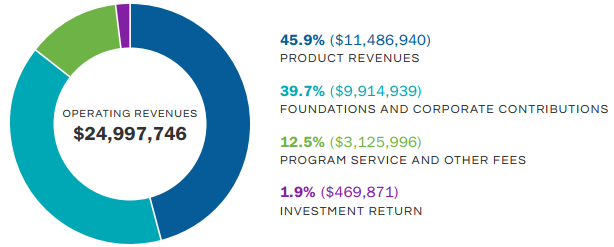 OPERATING REVENUES
$24,997,746
45.9% ($11,486,940)
PRODUCT REVENUES
39.7% ($9,914,939)
FOUNDATIONS AND CORPORATE CONTRIBUTIONS
12.5% ($3,125,996)
PROGRAM SERVICE AND OTHER FEES
1.9% ($469,871)
INVESTMENT RETURN